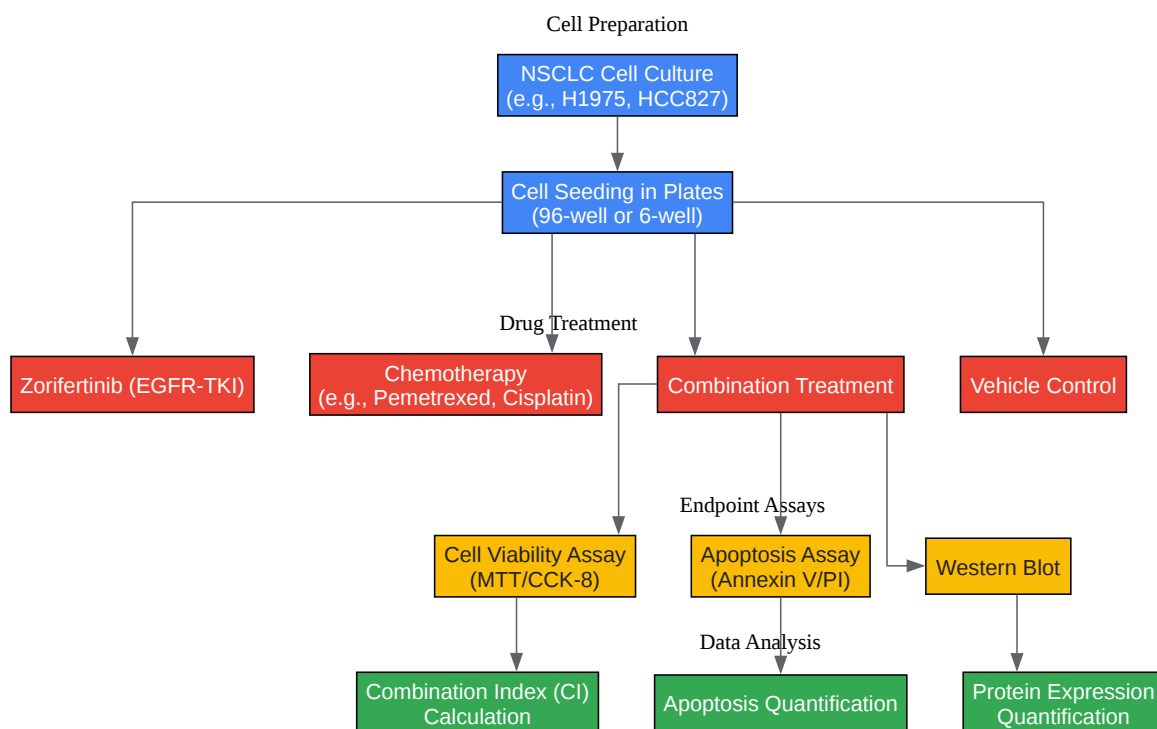 Cell Preparation
NSCLC Cell Culture
(e.g., H1975, HCC827)
Cell Seeding in Plates
(96-well or 6-well)
Drug Treatment
Zorifertinib (EGFR-TKI)
Chemotherapy
(e.g., Pemetrexed, Cisplatin)
Combination Treatment
Vehicle Control
Endpoint Assays
Cell Viability Assay
(MTT/CCK-8)
Apoptosis Assay
(Annexin V/PI)
Western Blot
Data Analysis
Combination Index (CI)
Calculation
Apoptosis Quantification
Protein Expression
Quantification